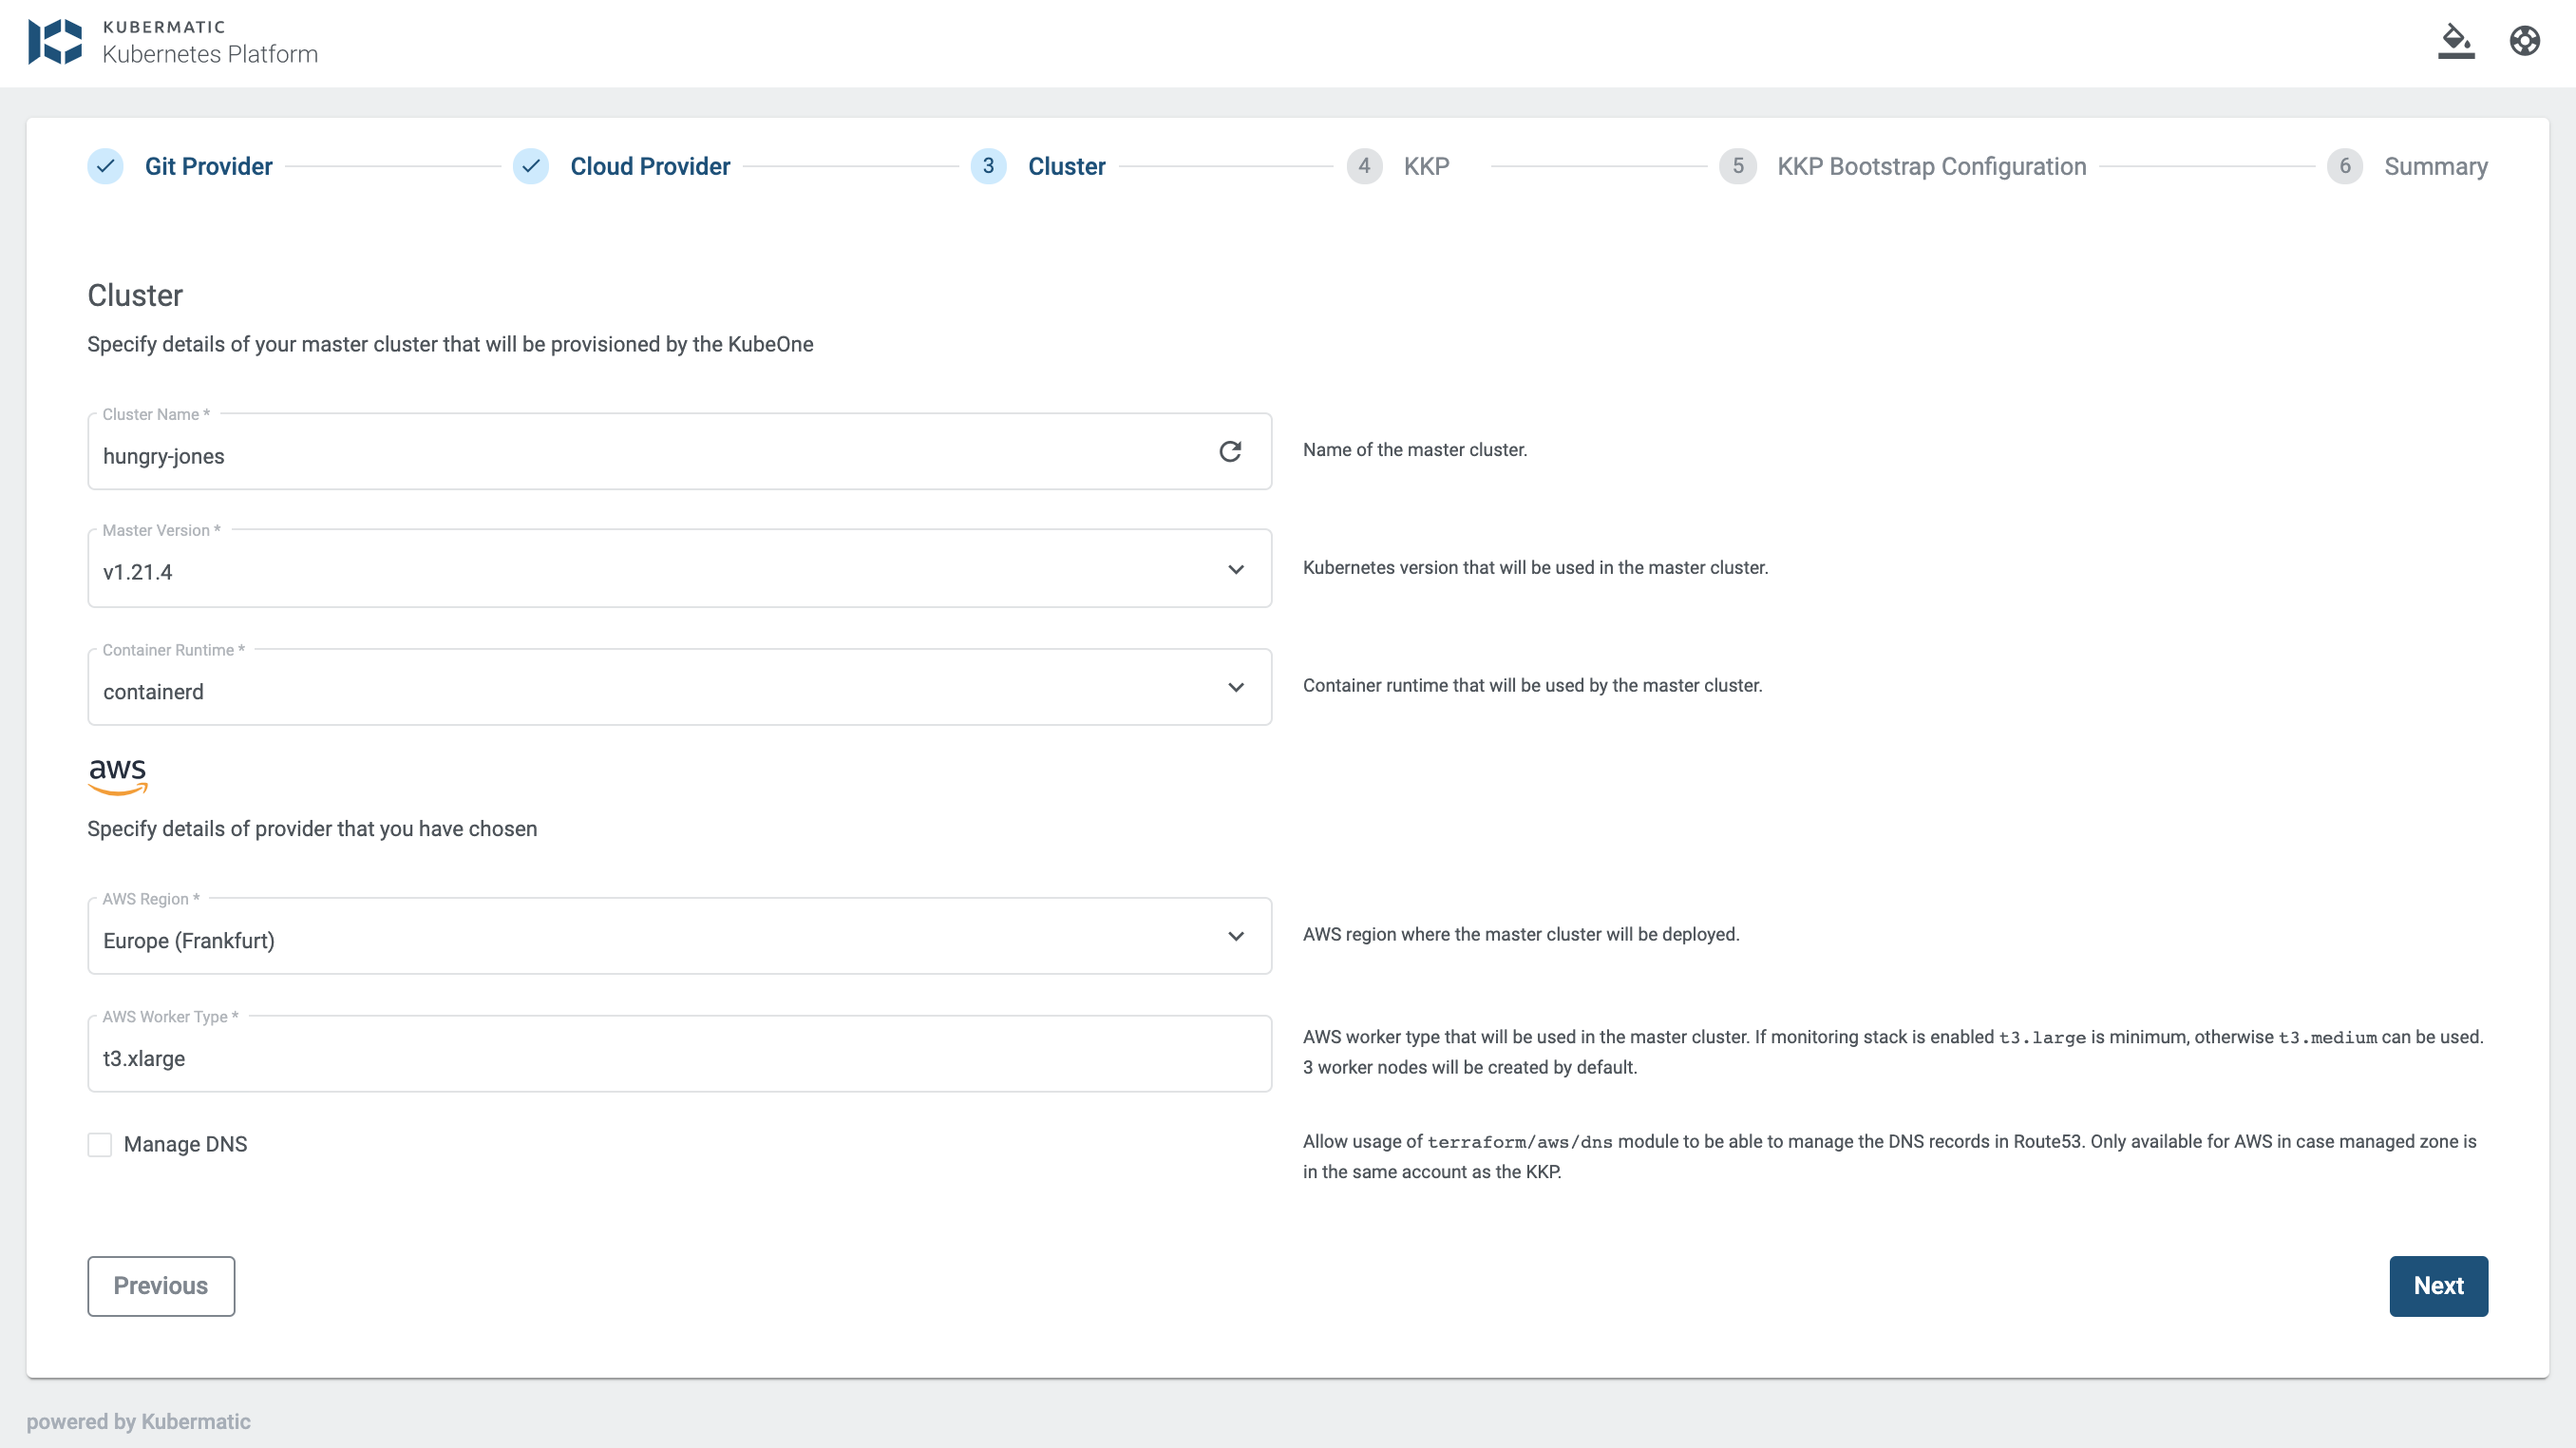 KUBERMATIC
Kubernetes Platform
Git Provider
Cloud Provider
3 Cluster
4 KKP
5 KKP Bootstrap Configuration
6 Summary
Cluster
Specify details of your master cluster that will be provisioned by the KubeOne
Cluster Name *
hungry-jones
Name of the master cluster.
Master Version *
v1.21.4
Kubernetes version that will be used in the master cluster.
Container Runtime *
containerd
Container runtime that will be used by the master cluster.
aws
Specify details of provider that you have chosen
AWS Region *
Europe (Frankfurt)
AWS region where the master cluster will be deployed.
AWS Worker Type *
t3.xlarge
AWS worker type that will be used in the master cluster. If monitoring stack is enabled t3.large is minimum, otherwise t3.medium can be used.
3 worker nodes will be created by default.
Manage DNS
Allow usage of terraform/aws/dns module to be able to manage the DNS records in Route53. Only available for AWS in case managed zone is
in the same account as the KKP.
Previous
Next
powered by Kubermatic